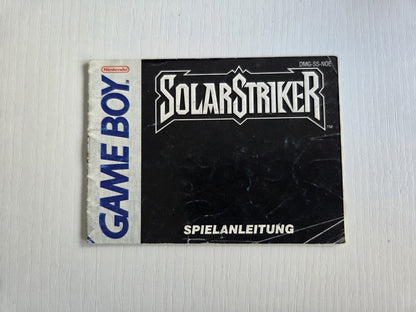 Nintendo
GAME BOY
DMG-SS-NOE
SOLARSTRIKER
TM
SPIELANLEITUNG